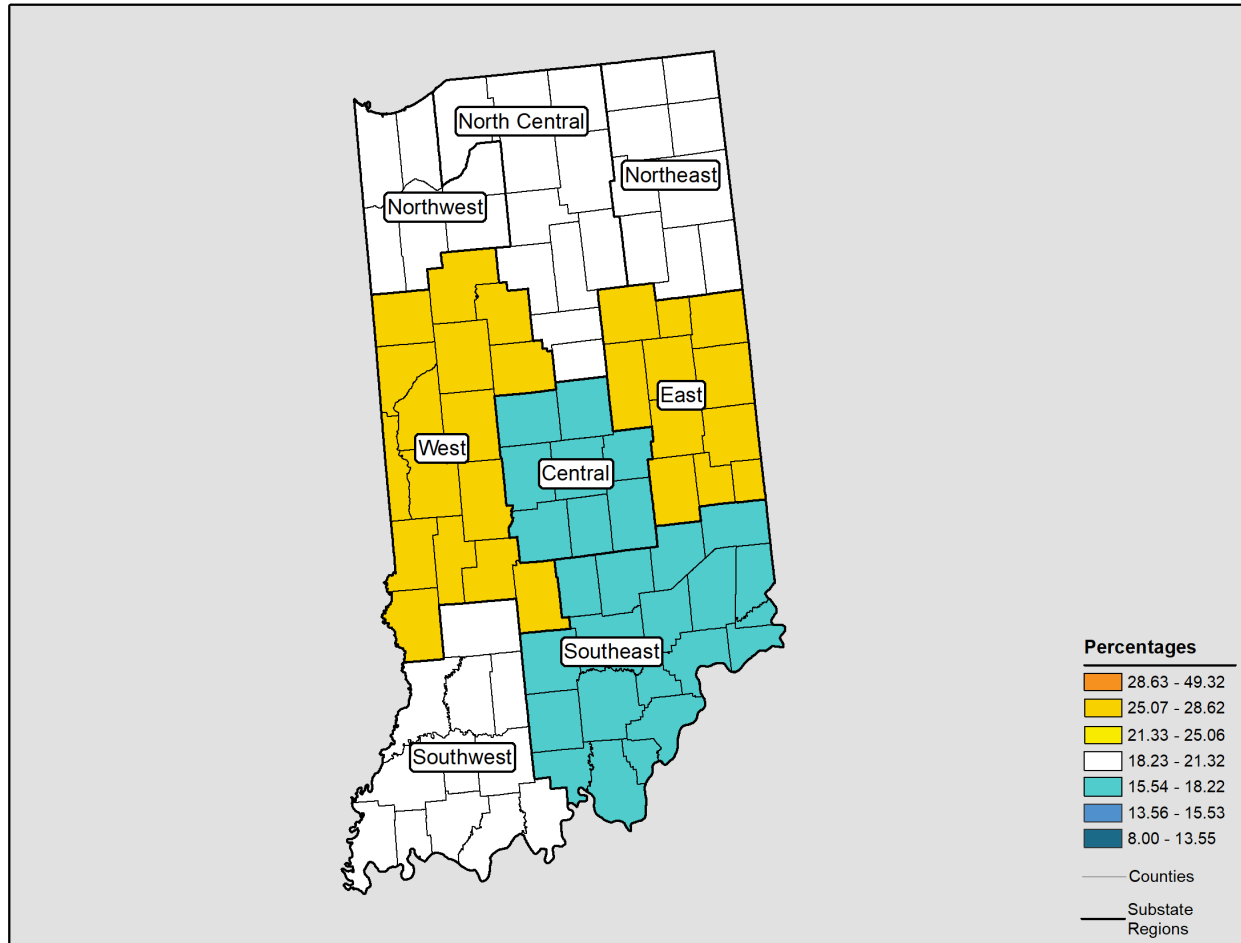 North Central
Northeast
Northwest
East
West
Central
Southeast
Southwest
Percentages
28.63 - 49.32
25.07 - 28.62
21.33 - 25.06
18.23 - 21.32
15.54 - 18.22
13.56 - 15.53
8.00 - 13.55
Counties
Substate
Regions